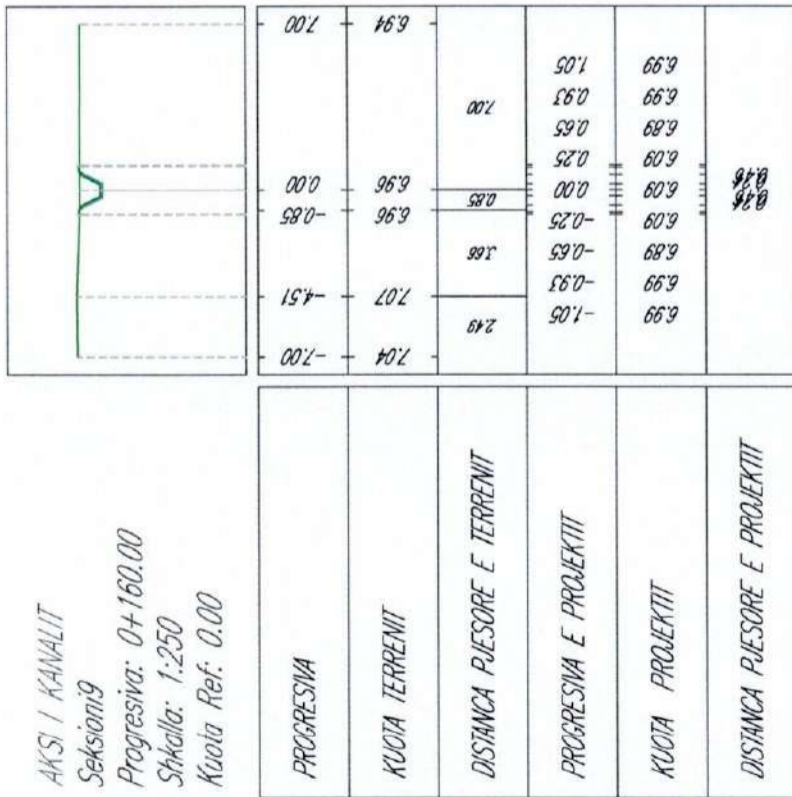 AKSI I KANALIT
Seksioni9
Progresiva: 0+160.00
Shkalla: 1:250
Kuota Ref: 0.00
PROGRESIVA
-7.00 -4.51 -0.85 0.00 7.00
KUOTA TERRENIT
7.04 7.07 6.96 6.96 6.94
DISTANCA PJESORE E TERRENIT
2.49 3.66 0.85 7.00
PROGRESIVA E PROJEKTIT
-1.05 -0.93 -0.65 -0.25 0.00 0.25 0.65 0.93 1.05
KUOTA PROJEKTIT
6.99 6.99 6.89 6.09 6.09 6.09 6.89 6.99 6.99
DISTANCA PJESORE E PROJEKTIT